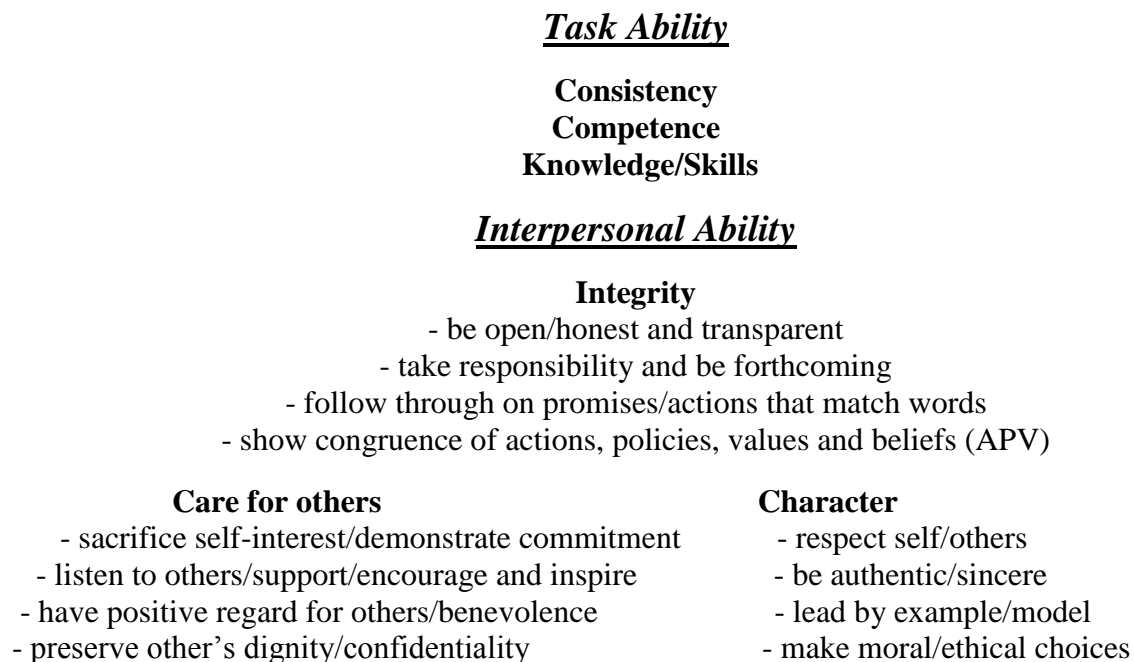 Task Ability
Consistency
Competence
Knowledge/Skills
Interpersonal Ability
Integrity
- be open/honest and transparent
- take responsibility and be forthcoming
- follow through on promises/actions that match words
- show congruence of actions, policies, values and beliefs (APV)
Care for others
- sacrifice self-interest/demonstrate commitment
- listen to others/support/encourage and inspire
- have positive regard for others/benevolence
- preserve other’s dignity/confidentiality
Character
- respect self/others
- be authentic/sincere
- lead by example/model
- make moral/ethical choices